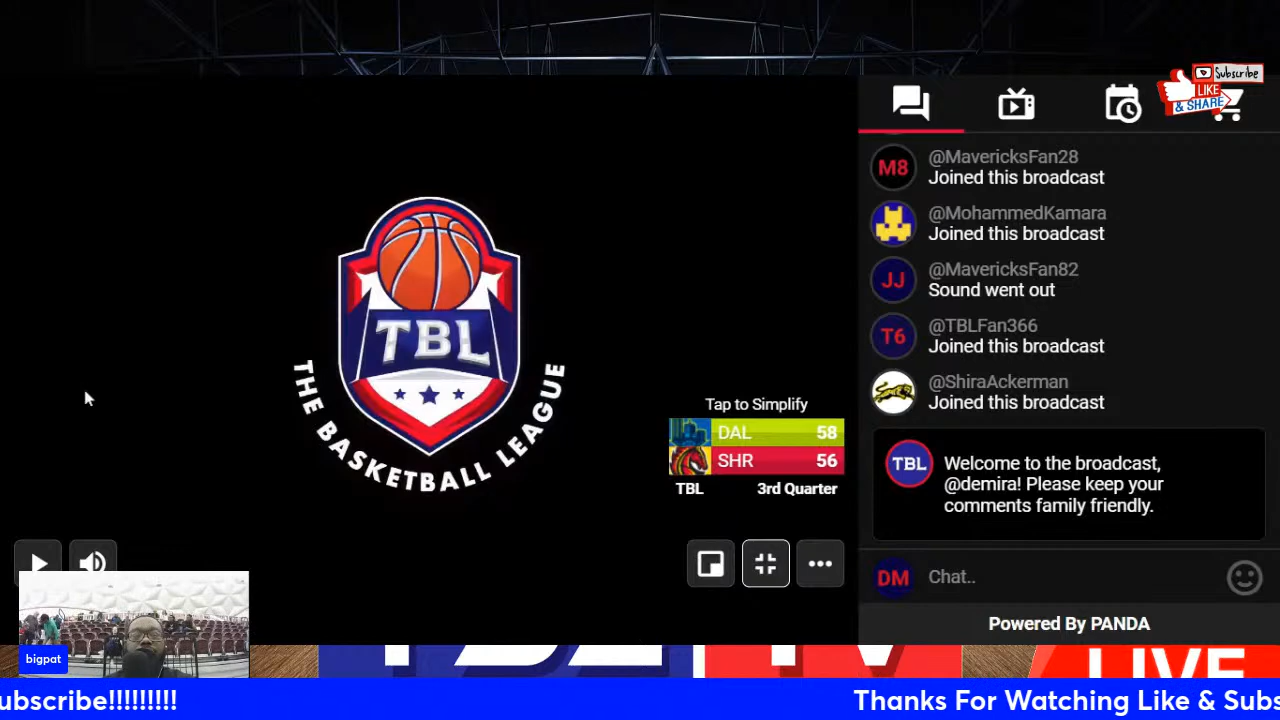 Subscribe
LIKE
& SHARE
M8
@MavericksFan28
Joined this broadcast
@MohammedKamara
Joined this broadcast
JJ
@MavericksFan82
Sound went out
T6
@TBLFan366
Joined this broadcast
@ShiraAckerman
Joined this broadcast
TBL
THE BASKETBALL LEAGUE
Tap to Simplify
DAL 58
SHR 56
TBL 3rd Quarter
TBL
Welcome to the broadcast,
@demira! Please keep your
comments family friendly.
DM
Chat..
Powered By PANDA
bigpat
TV
LIVE
ubscribe!!!!!!!!! Thanks For Watching Like & Subs